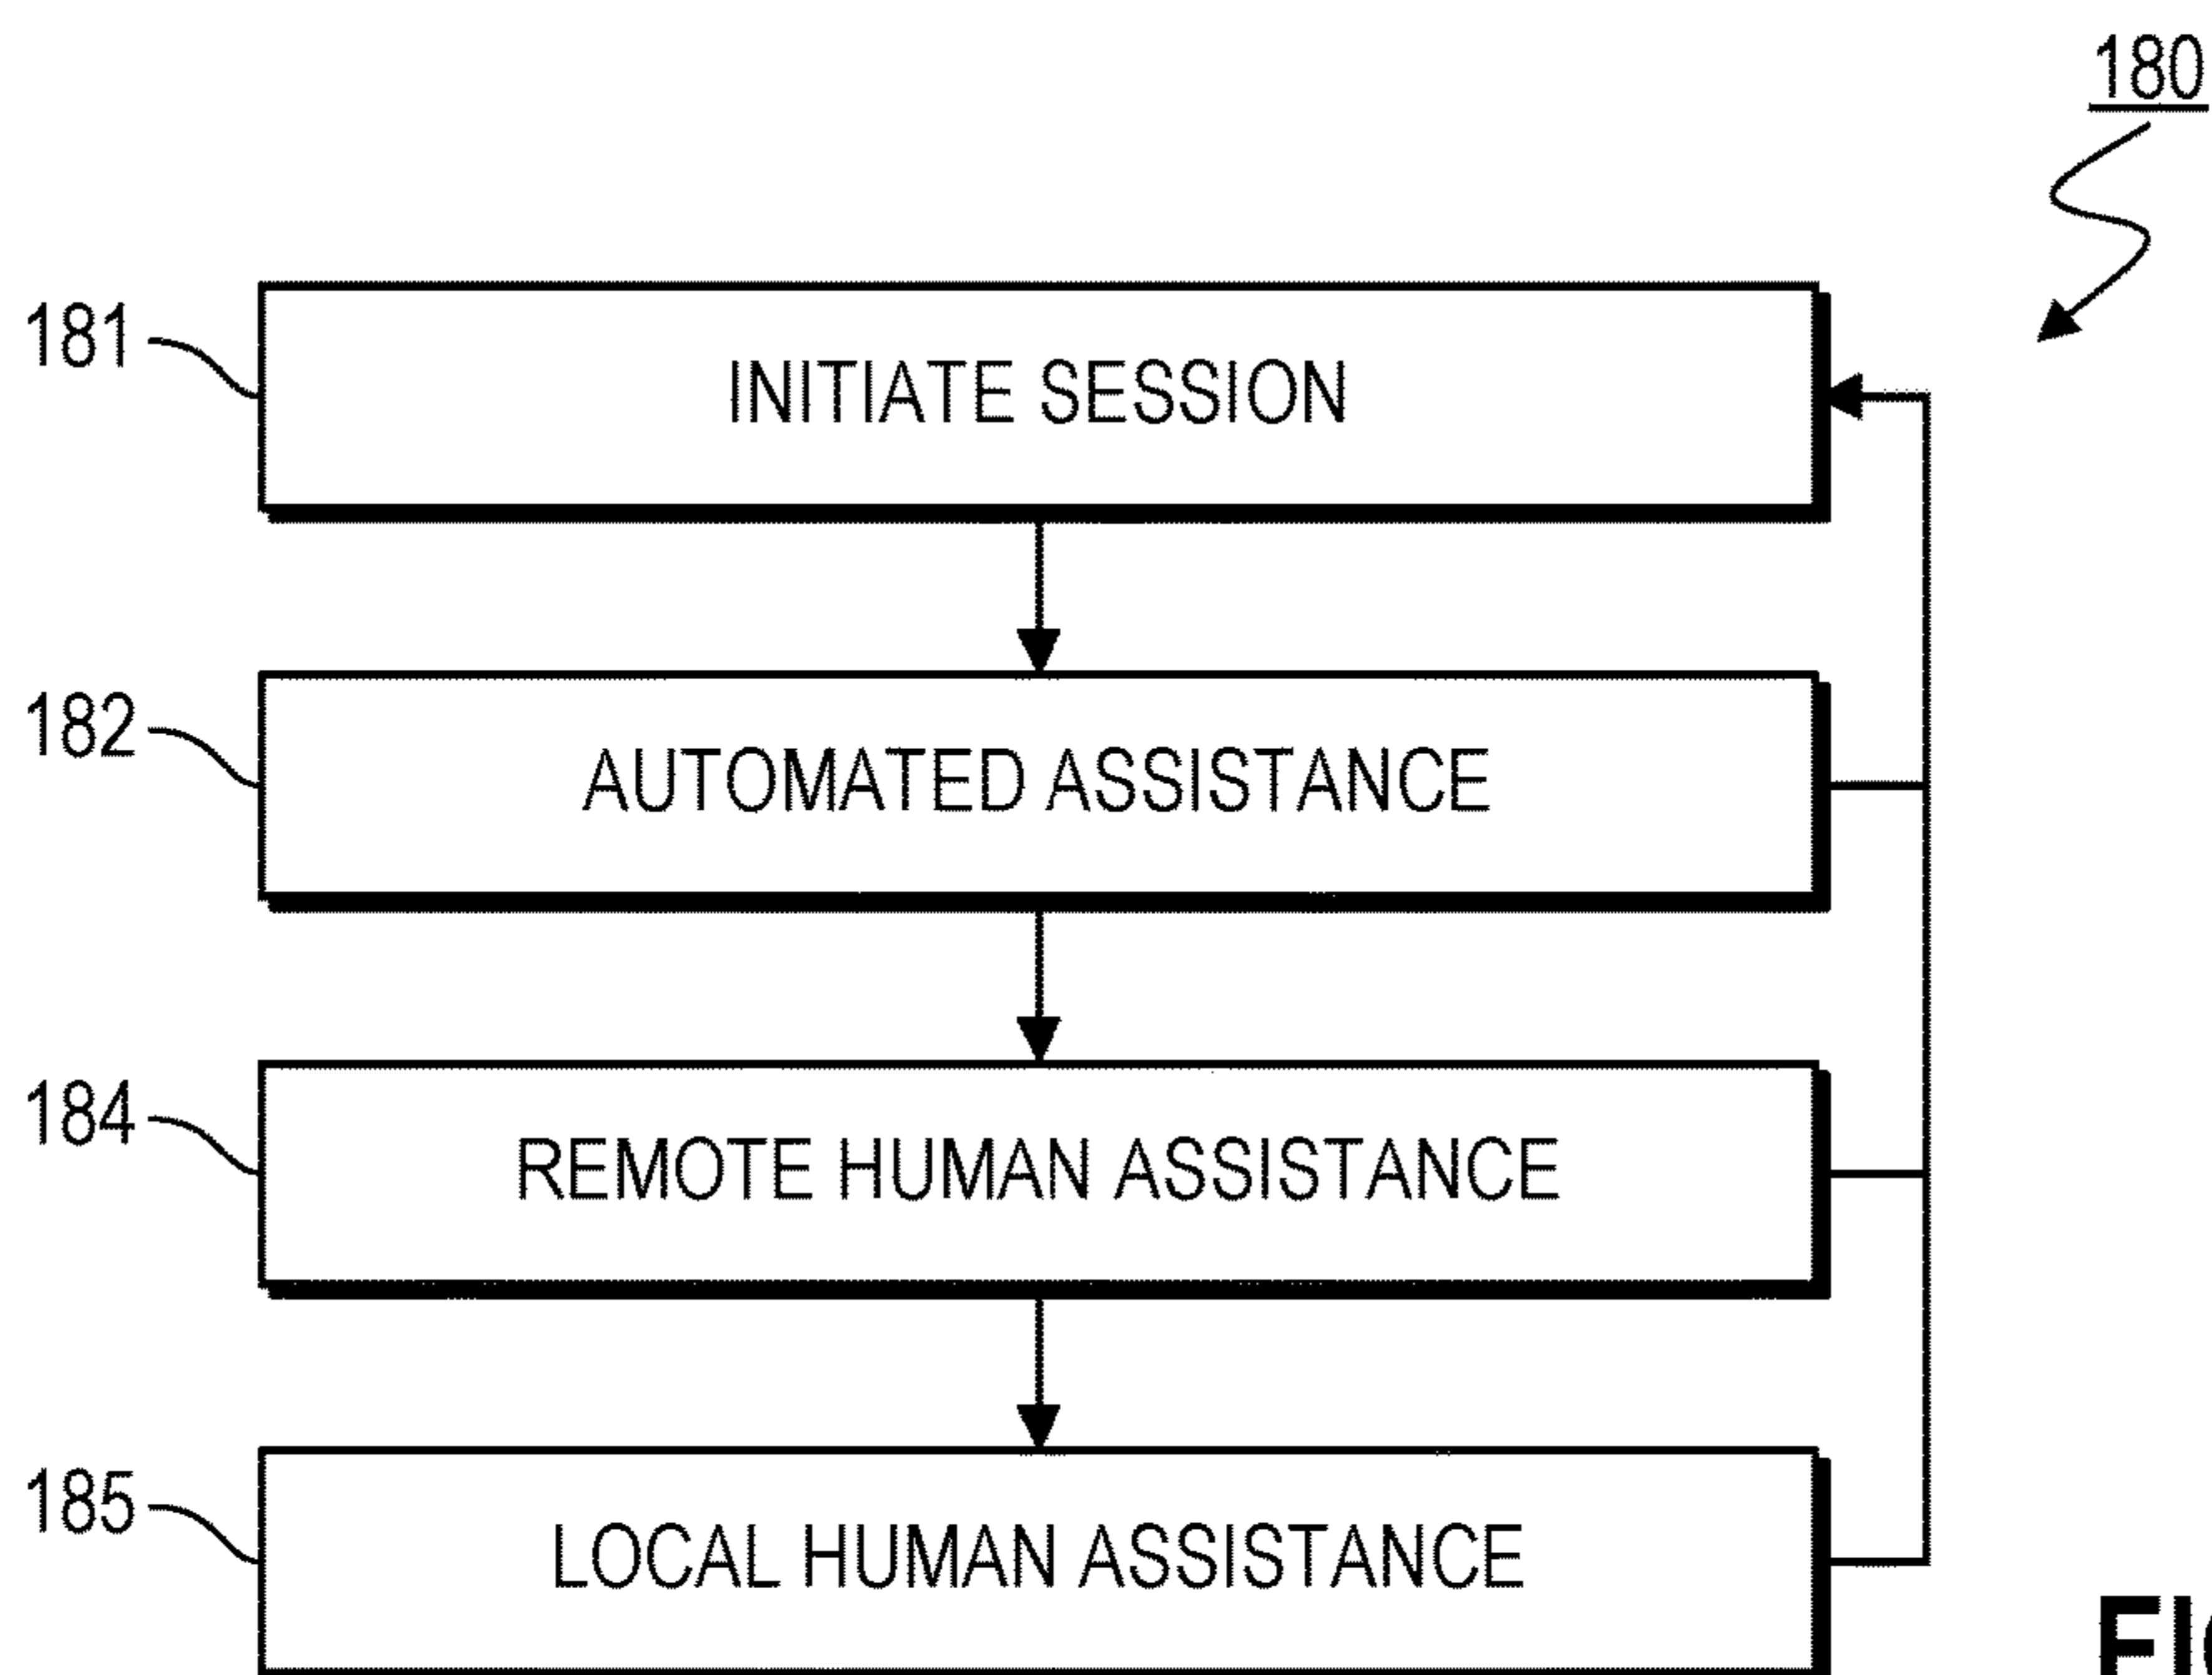 180
181
INITIATE SESSION
182
AUTOMATED ASSISTANCE
184
REMOTE HUMAN ASSISTANCE
185
LOCAL HUMAN ASSISTANCE